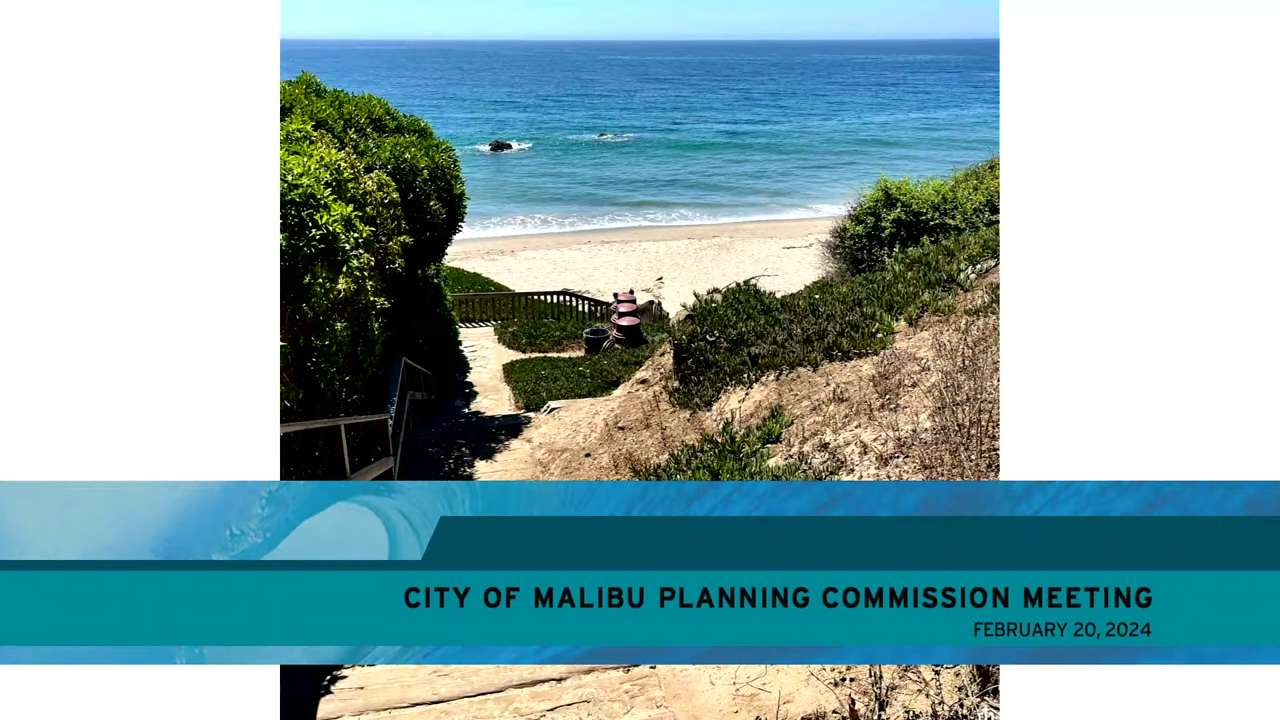 CITY OF MALIBU PLANNING COMMISSION MEETING
FEBRUARY 20, 2024